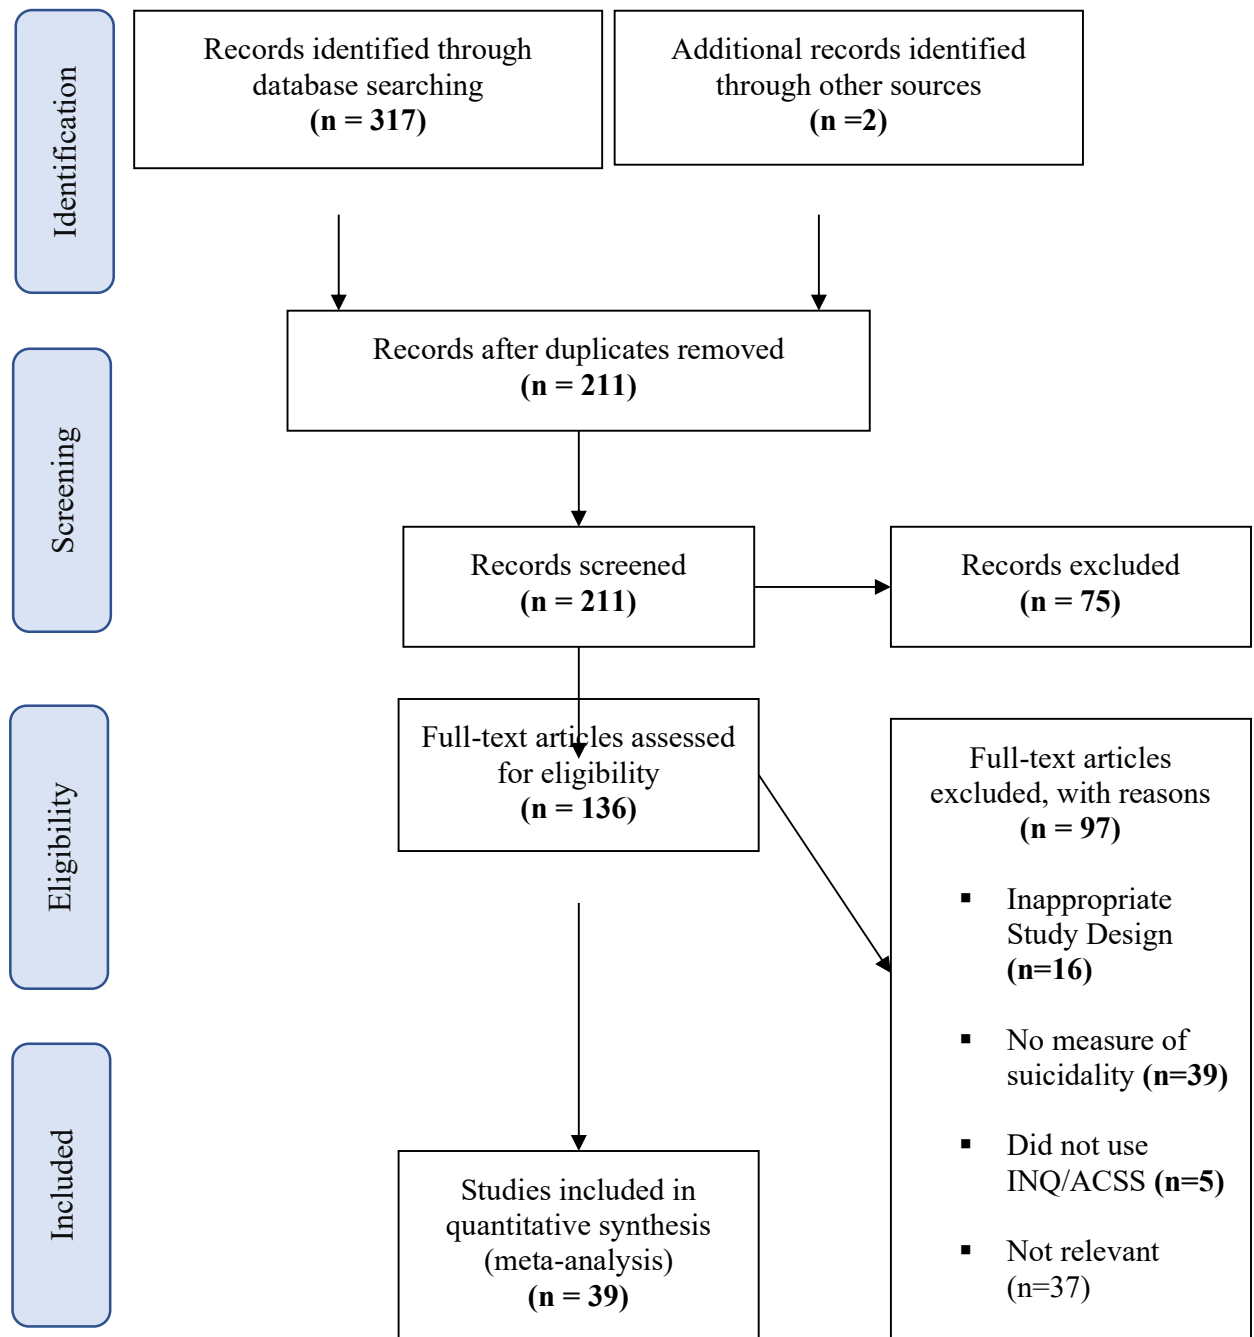 Identification
Records identified through
database searching
(n = 317)
Additional records identified
through other sources
(n =2)
Records after duplicates removed
(n = 211)
Screening
Records screened
(n = 211)
Records excluded
(n = 75)
Eligibility
Full-text articles assessed
for eligibility
(n = 136)
Full-text articles
excluded, with reasons
(n = 97)
▪ Inappropriate
Study Design
(n=16)
▪ No measure of
suicidality (n=39)
▪ Did not use
INQ/ACSS (n=5)
▪ Not relevant
(n=37)
Included
Studies included in
quantitative synthesis
(meta-analysis)
(n = 39)